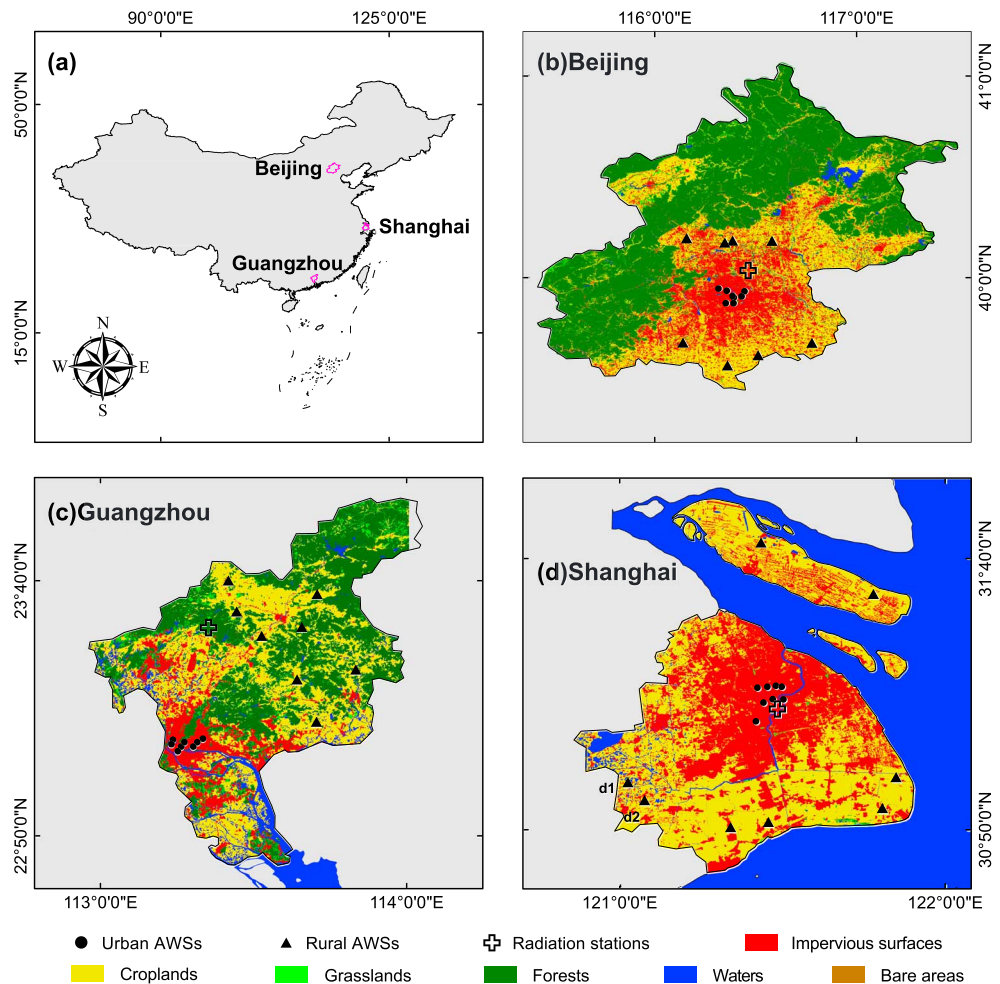 90°0'0"E 125°0'0"E 116°0'0"E 117°0'0"E
50°0'0"N
15°0'0"N
(a)
Beijing
Shanghai
Guangzhou
N
W E
S
(b)Beijing
41°0'0"N
40°0'0"N
(c)Guangzhou
23°40'0"N
22°50'0"N
(d)Shanghai
d1
d2
31°40'0"N
30°50'0"N
113°0'0"E 114°0'0"E 121°0'0"E 122°0'0"E
Urban AWSs Rural AWSs Radiation stations Impervious surfaces
Croplands Grasslands Forests Waters Bare areas